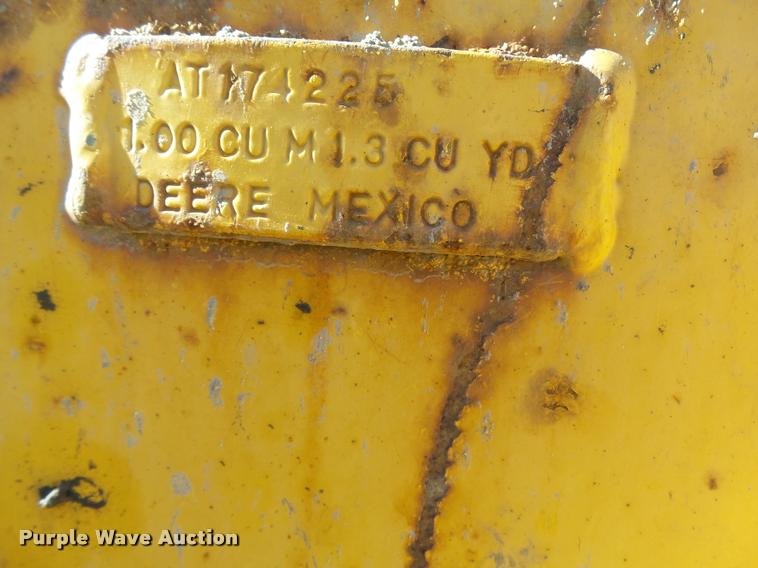 AT174225
1.00 CU M 1.3 CU YD
DEERE MEXICO
Purple Wave Auction